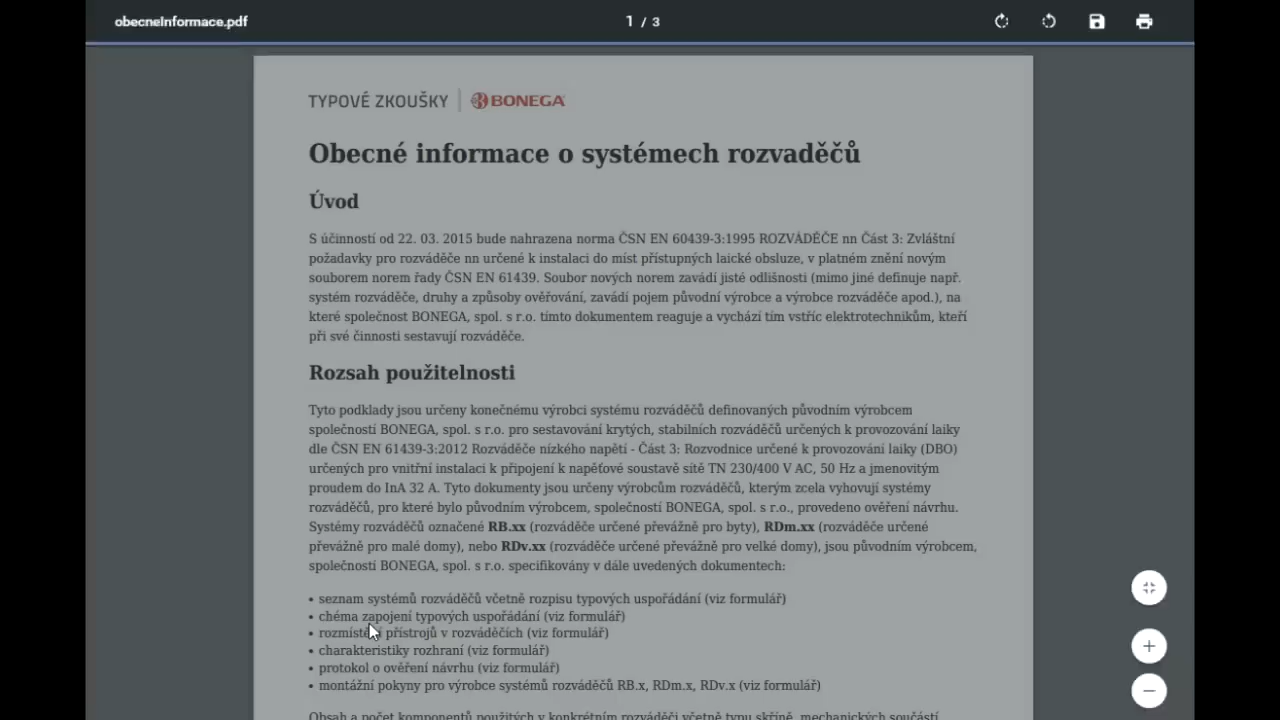 obecneInformace.pdf
1 / 3
TYPOVÉ ZKOUŠKY | BONEGA
Obecné informace o systémech rozvaděčů
Úvod
S účinností od 22. 03. 2015 bude nahrazena norma ČSN EN 60439-3:1995 ROZVÁDĚČE nn Část 3: Zvláštní
požadavky pro rozváděče nn určené k instalaci do míst přístupných laické obsluze, v platném znění novým
souborem norem řady ČSN EN 61439. Soubor nových norem zavádí jisté odlišnosti (mimo jiné definuje např.
systém rozváděče, druhy a způsoby ověřování, zavádí pojem původní výrobce a výrobce rozváděče apod.), na
které společnost BONEGA, spol. s r.o. tímto dokumentem reaguje a vychází tím vstříc elektrotechnikům, kteří
při své činnosti sestavují rozváděče.
Rozsah použitelnosti
Tyto podklady jsou určeny konečnému výrobci systému rozváděčů definovaných původním výrobcem
společností BONEGA, spol. s r.o. pro sestavování krytých, stabilních rozváděčů určených k provozování laiky
dle ČSN EN 61439-3:2012 Rozváděče nízkého napětí - Část 3: Rozvodnice určené k provozování laiky (DBO)
určených pro vnitřní instalaci k připojení k napěťové soustavě sítě TN 230/400 V AC, 50 Hz a jmenovitým
proudem do InA 32 A. Tyto dokumenty jsou určeny výrobcům rozváděčů, kterým zcela vyhovují systémy
rozváděčů, pro které bylo původním výrobcem, společností BONEGA, spol. s r.o., provedeno ověření návrhu.
Systémy rozváděčů označené RB.xx (rozváděče určené převážně pro byty), RDm.xx (rozváděče určené
převážně pro malé domy), nebo RDv.xx (rozváděče určené převážně pro velké domy), jsou původním výrobcem,
společností BONEGA, spol. s r.o. specifikovány v dále uvedených dokumentech:
• seznam systémů rozváděčů včetně rozpisu typových uspořádání (viz formulář)
• chéma zapojení typových uspořádání (viz formulář)
• rozmístění přístrojů v rozváděčích (viz formulář)
• charakteristiky rozhraní (viz formulář)
• protokol o ověření návrhu (viz formulář)
• montážní pokyny pro výrobce systémů rozváděčů RB.x, RDm.x, RDv.x (viz formulář)
Obsah a počet komponentů použitých v konkrétním rozváděči včetně typu skříně, mechanických součástí